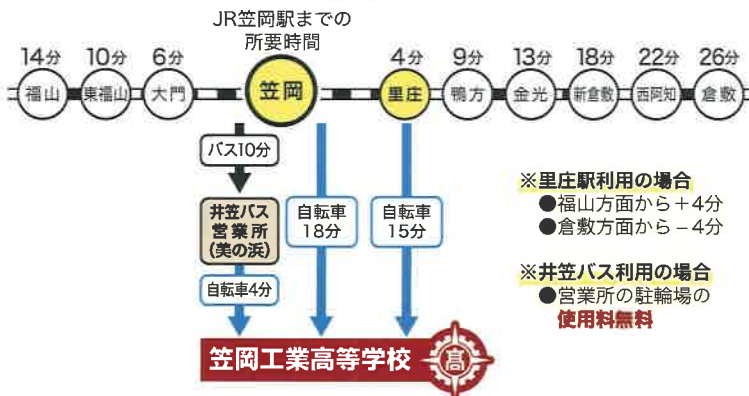 JR笠岡駅までの
所要時間
14分
10分
6分
4分
9分
13分
18分
22分
26分
福山
東福山
大門
笠岡
里庄
鴨方
金光
新倉敷
西阿知
倉敷
バス10分
井笠バス
営業所
(美の浜)
自転車4分
自転車
18分
自転車
15分
※里庄駅利用の場合
●福山方面から+4分
●倉敷方面から−4分
※井笠バス利用の場合
●営業所の駐輪場の
使用料無料
笠岡工業高等学校
高